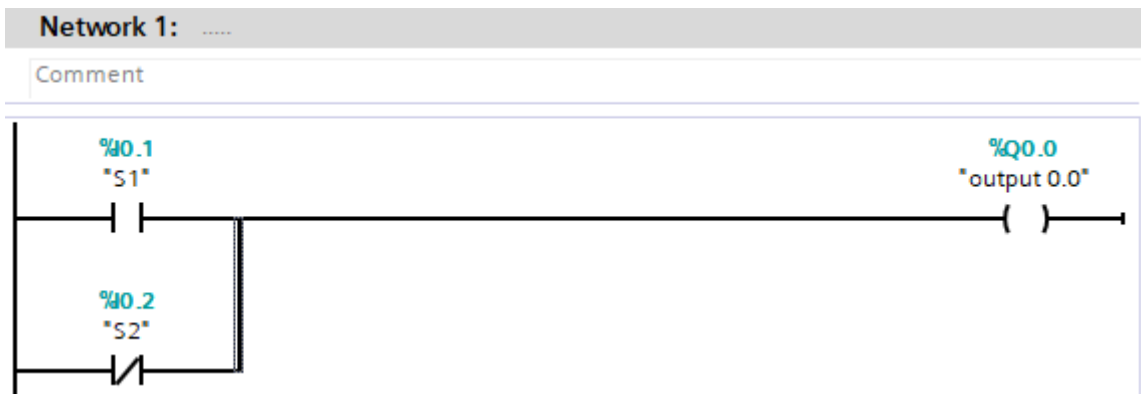 Network 1: .....
Comment
%I0.1
"S1"
%Q0.0
"output 0.0"
%I0.2
"S2"